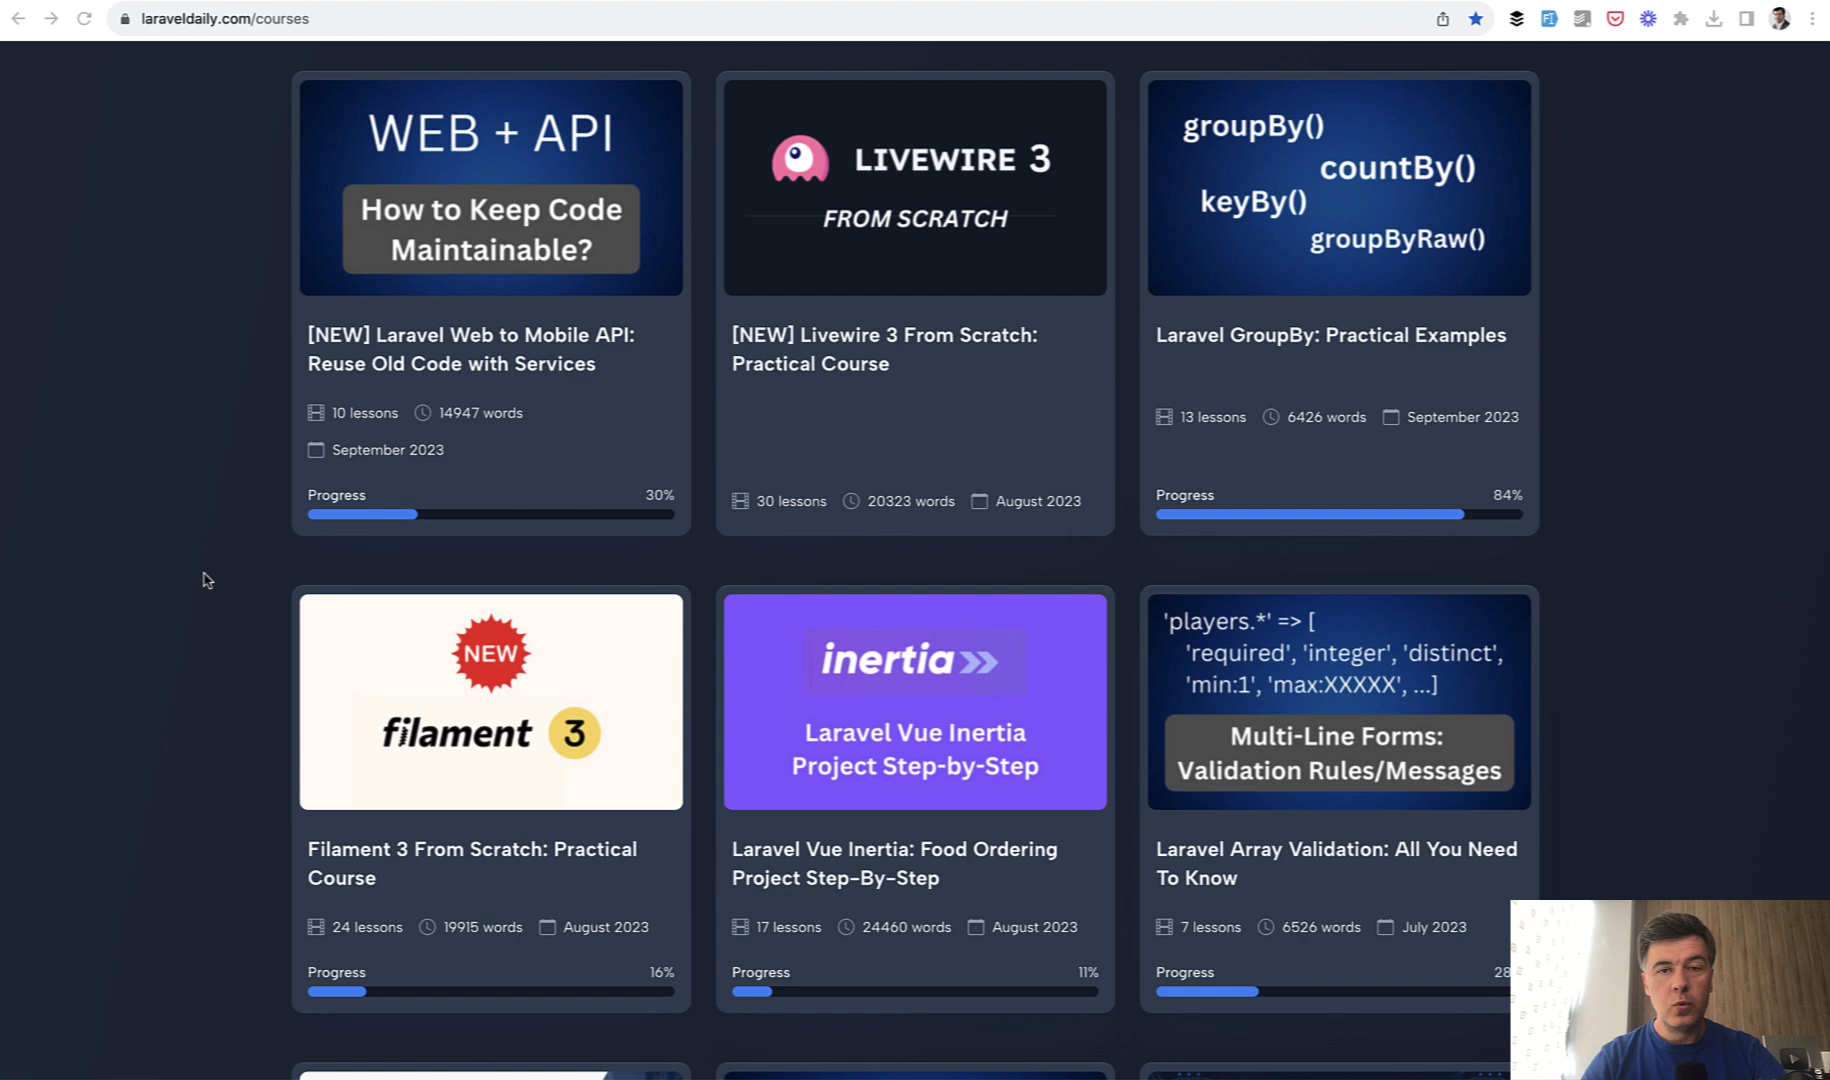 laraveldaily.com/courses
WEB + API
How to Keep Code
Maintainable?
[NEW] Laravel Web to Mobile API:
Reuse Old Code with Services
10 lessons 14947 words
September 2023
Progress 30%
LIVEWIRE 3
FROM SCRATCH
[NEW] Livewire 3 From Scratch:
Practical Course
30 lessons 20323 words August 2023
groupBy()
countBy()
keyBy()
groupByRaw()
Laravel GroupBy: Practical Examples
13 lessons 6426 words September 2023
Progress 84%
NEW
filament 3
Filament 3 From Scratch: Practical
Course
24 lessons 19915 words August 2023
Progress 16%
inertia
Laravel Vue Inertia
Project Step-by-Step
Laravel Vue Inertia: Food Ordering
Project Step-By-Step
17 lessons 24460 words August 2023
Progress 11%
'players.*' => [
'required', 'integer', 'distinct',
'min:1', 'max:XXXXX', ...]
Multi-Line Forms:
Validation Rules/Messages
Laravel Array Validation: All You Need
To Know
7 lessons 6526 words July 2023
Progress 28